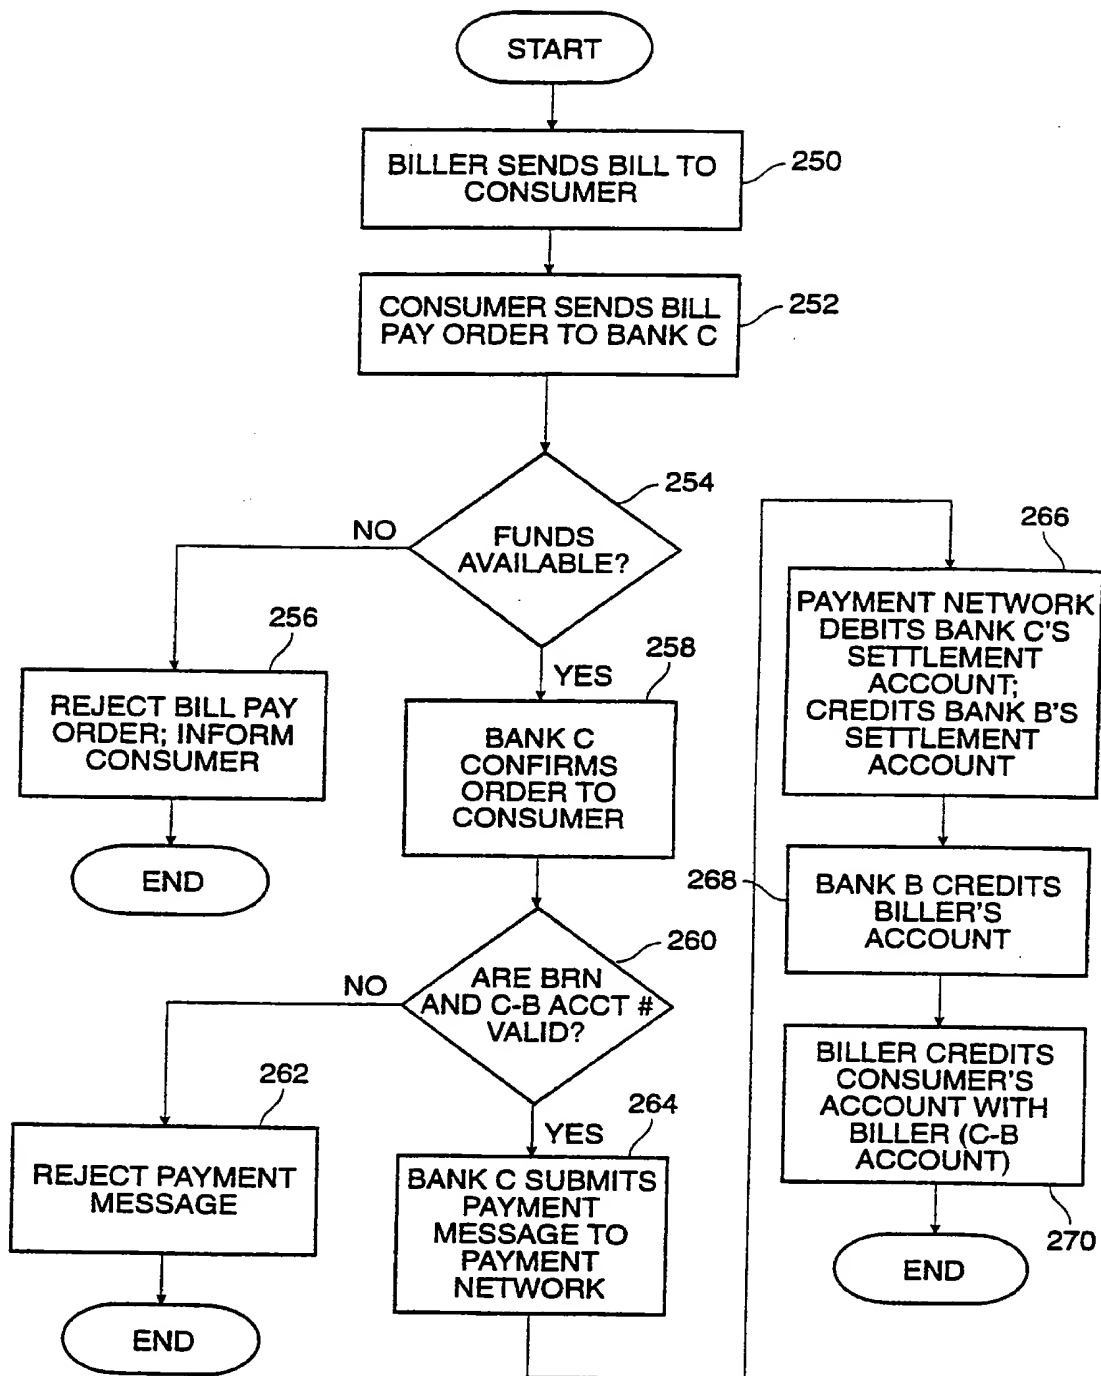 START
BILLER SENDS BILL TO
CONSUMER
250
CONSUMER SENDS BILL
PAY ORDER TO BANK C
252
FUNDS
AVAILABLE?
254
NO
YES
256
REJECT BILL PAY
ORDER; INFORM
CONSUMER
END
258
BANK C
CONFIRMS
ORDER TO
CONSUMER
ARE BRN
AND C-B ACCT #
VALID?
260
NO
YES
262
REJECT PAYMENT
MESSAGE
END
264
BANK C SUBMITS
PAYMENT
MESSAGE TO
PAYMENT
NETWORK
266
PAYMENT NETWORK
DEBITS BANK C'S
SETTLEMENT
ACCOUNT;
CREDITS BANK B'S
SETTLEMENT
ACCOUNT
268
BANK B CREDITS
BILLER'S
ACCOUNT
BILLER CREDITS
CONSUMER'S
ACCOUNT WITH
BILLER (C-B
ACCOUNT)
270
END